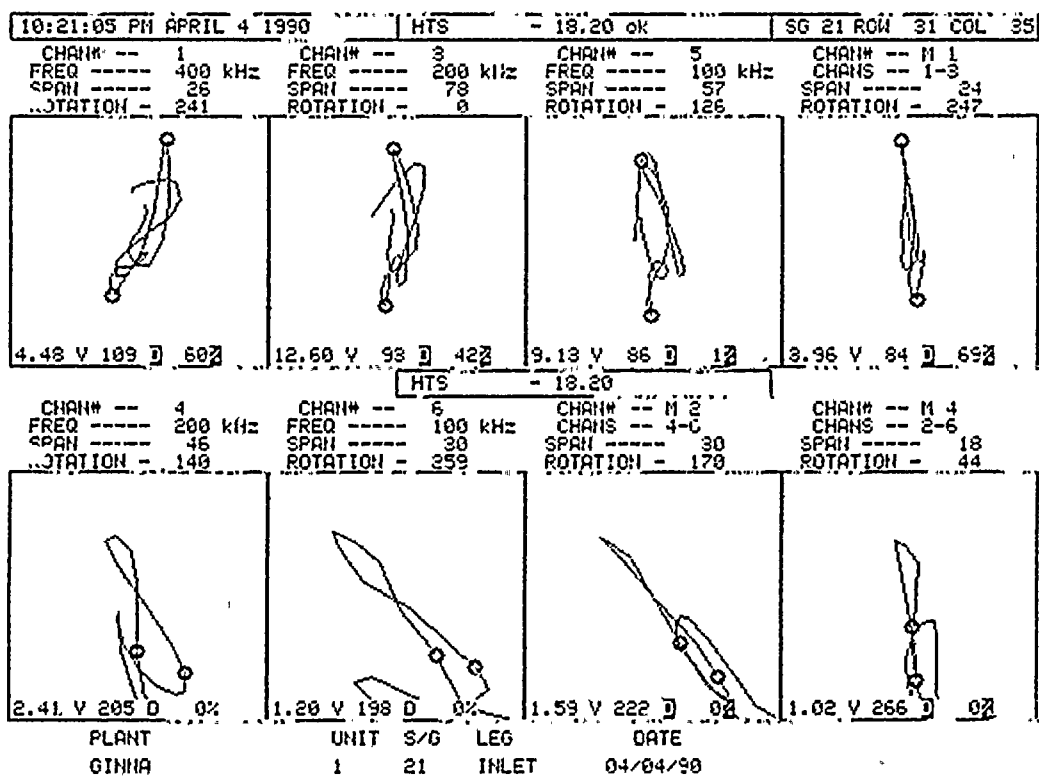 10:21:05 PM APRIL 4 1990 HTS - 18.20 ok SG 21 ROW 31 COL 35
CHAN# -- 1 CHAN# -- 3 CHAN# -- 5 CHAN# -- M 1
FREQ ----- 400 kHz FREQ ----- 200 kHz FREQ ----- 100 kHz CHANS -- 1-3
SPAN ----- 26 SPAN ----- 78 SPAN ----- 57 SPAN ----- 24
ROTATION - 241 ROTATION - 0 ROTATION - 126 ROTATION - 247
4.48 V 109 D 60% 12.60 V 93 D 42% 9.13 V 86 D 1% 3.96 V 84 D 69%
HTS - 18.20
CHAN# -- 4 CHAN# -- 6 CHAN# -- M 2 CHAN# -- M 4
FREQ ----- 200 kHz FREQ ----- 100 kHz CHANS -- 4-6 CHANS -- 2-6
SPAN ----- 46 SPAN ----- 30 SPAN ----- 30 SPAN ----- 18
ROTATION - 140 ROTATION - 359 ROTATION - 170 ROTATION - 44
2.41 V 205 D 0% 1.20 V 198 D 0% 1.59 V 222 D 0% 1.02 V 266 D 0%
PLANT UNIT S/G LEG DATE
GINNA 1 21 INLET 04/04/90